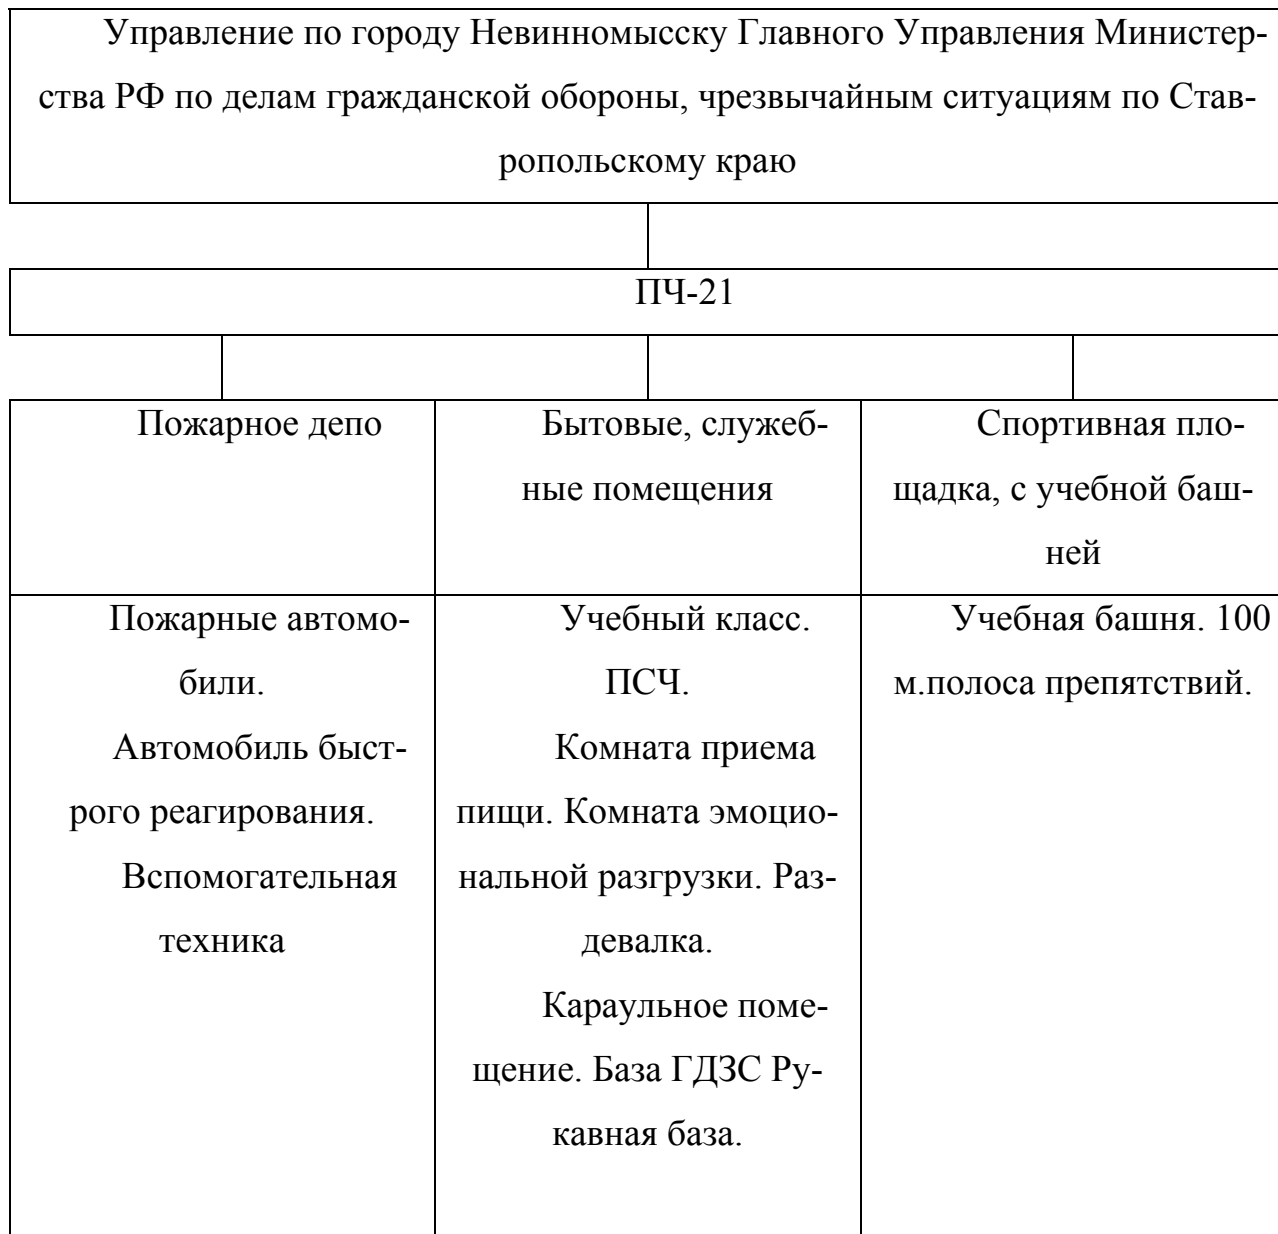 Управление по городу Невинномысску Главного Управления Министер-
ства РФ по делам гражданской обороны, чрезвычайным ситуациям по Став-
ропольскому краю
ПЧ-21
Пожарное депо
Бытовые, служеб-
ные помещения
Спортивная пло-
щадка, с учебной баш-
ней
Пожарные автомо-
били.
Автомобиль быст-
рого реагирования.
Вспомогательная
техника
Учебный класс.
ПСЧ.
Комната приема
пищи. Комната эмоцио-
нальной разгрузки. Раз-
девалка.
Караульное поме-
щение. База ГДЗС Ру-
кавная база.
Учебная башня. 100
м.полоса препятствий.